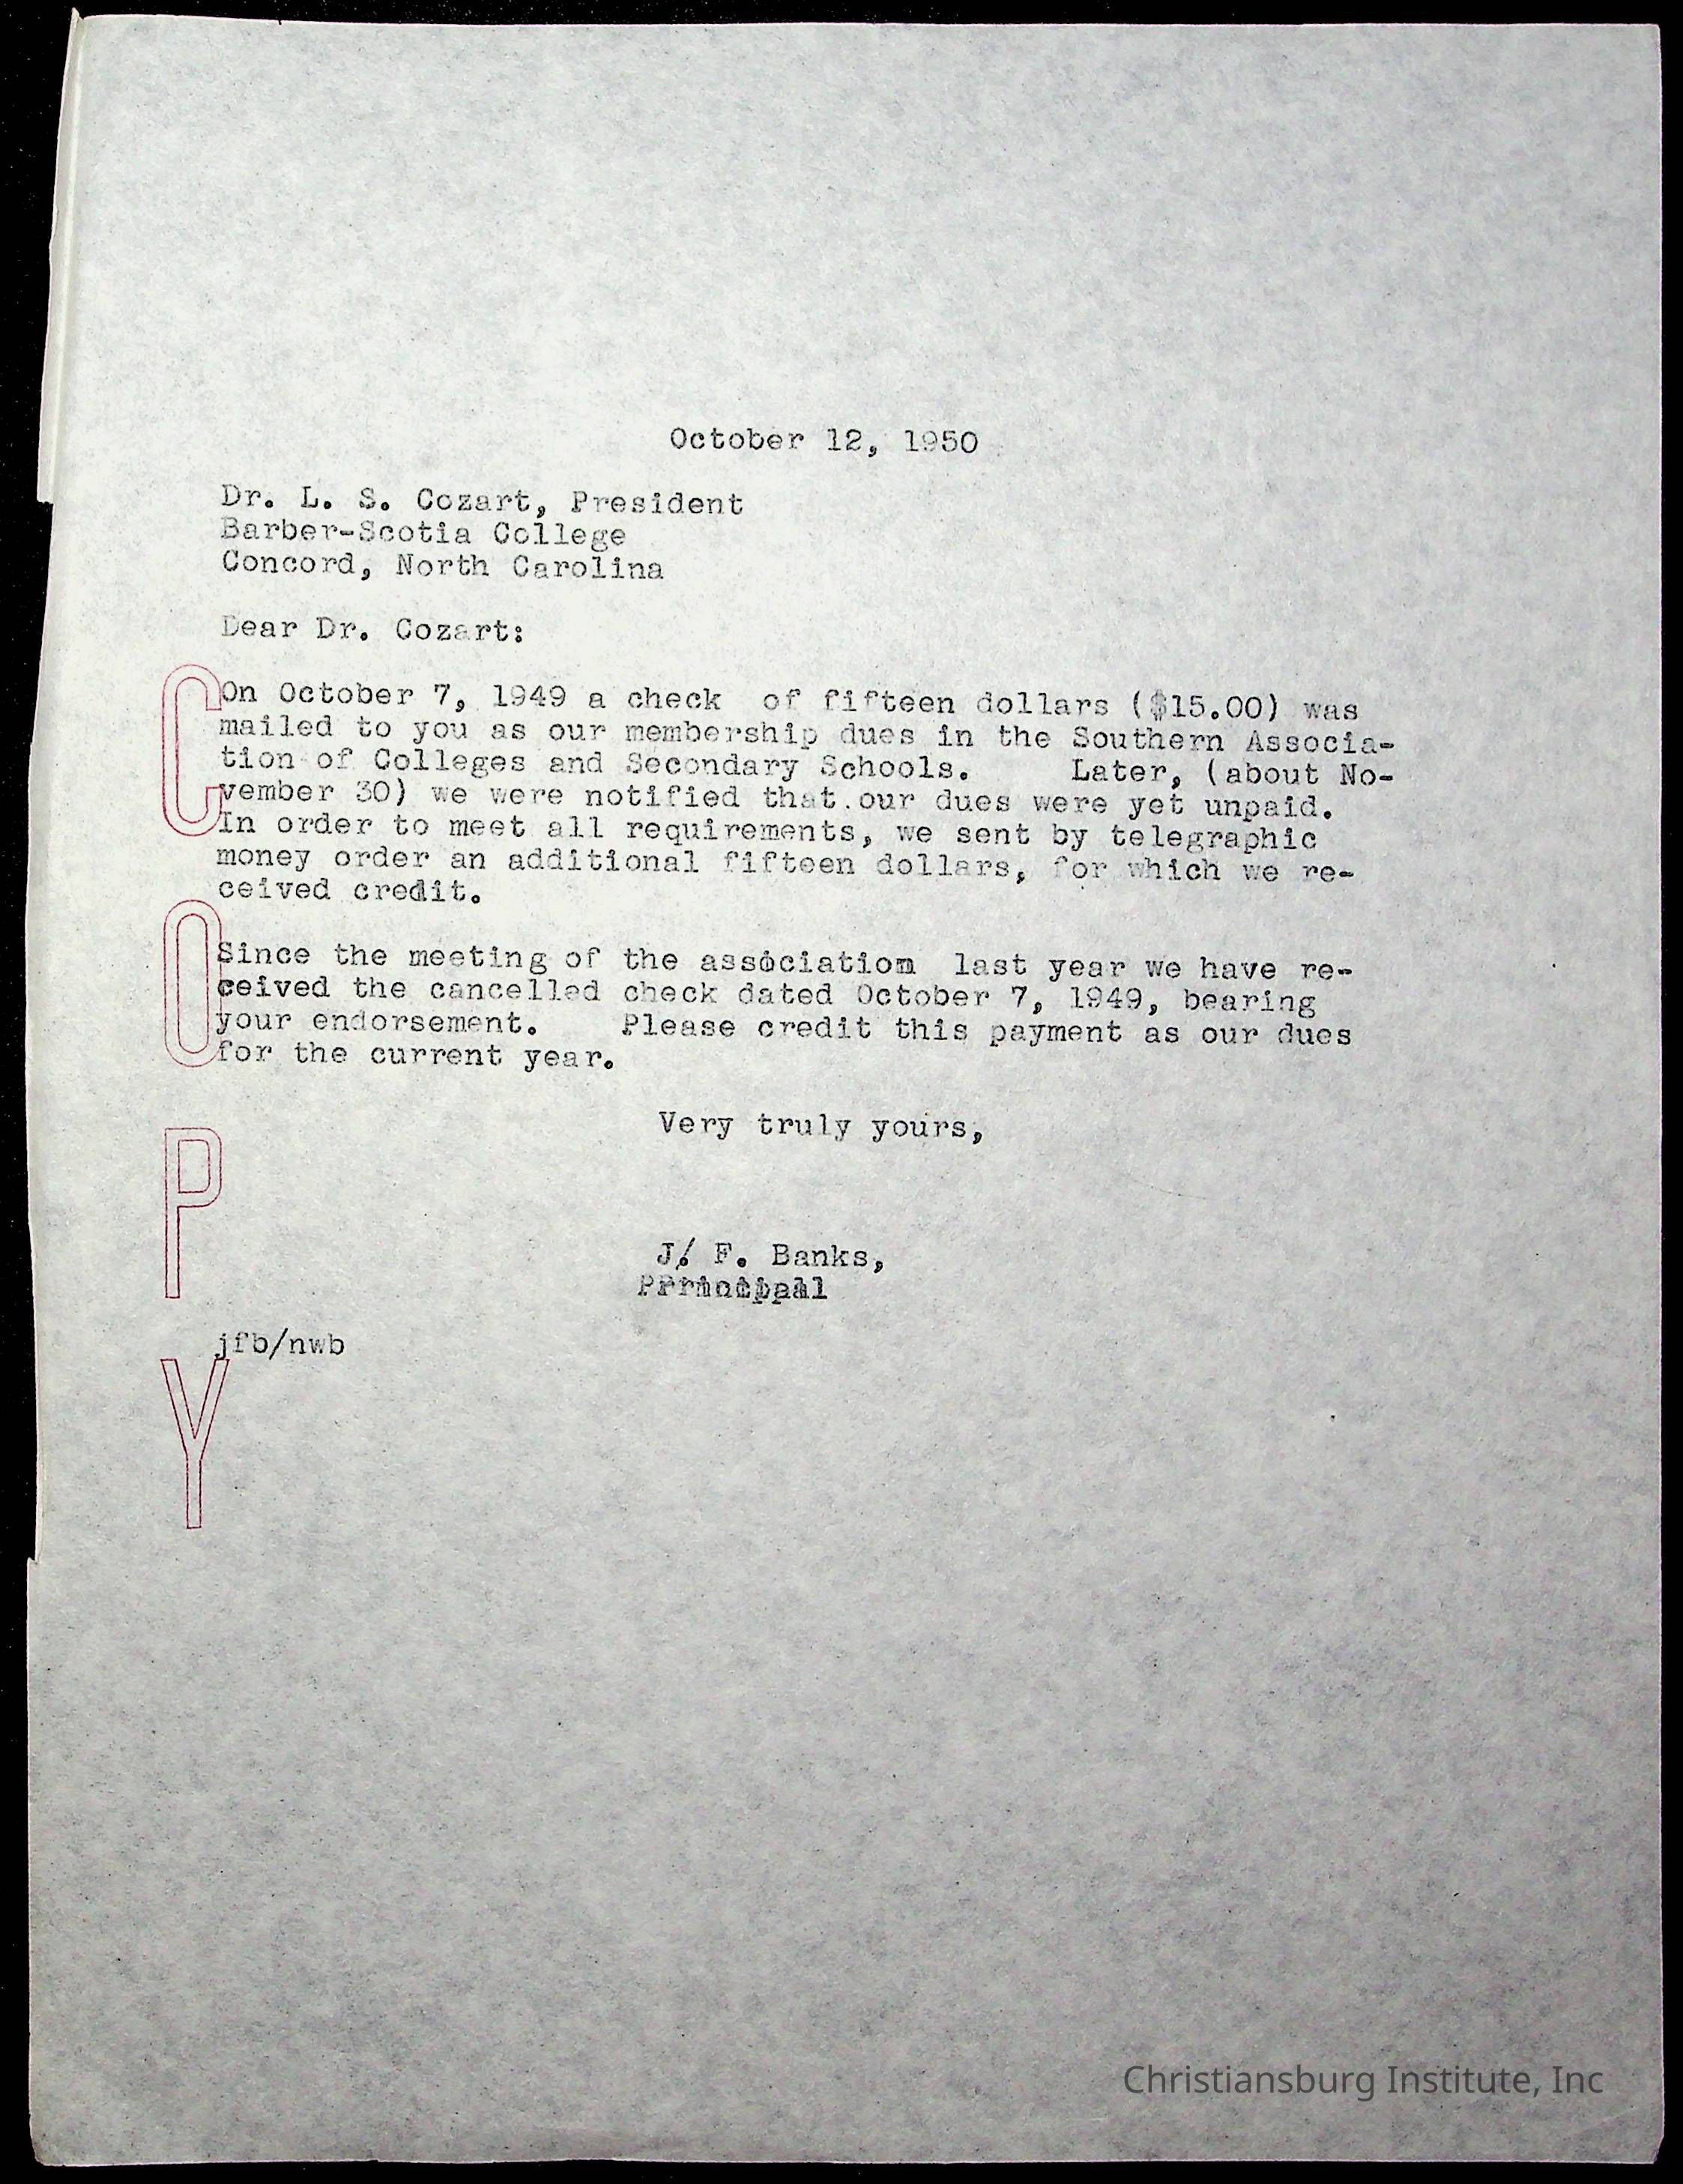 October 12, 1950
Dr. L. S. Cozart, President
Barber-Scotia College
Concord, North Carolina
Dear Dr. Cozart:
On October 7, 1949 a check  of fifteen dollars ($15.00) was
mailed to you as our membership dues in the Southern Associa-
tion of Colleges and Secondary Schools.     Later, (about No-
vember 30) we were notified that.our dues were yet unpaid.
In order to meet all requirements, we sent by telegraphic
money order an additional fifteen dollars, for which we re-
ceived credit.
Since the meeting of the association  last year we have re-
ceived the cancelled check dated October 7, 1949, bearing
your endorsement.    Please credit this payment as our dues
for the current year.
Very truly yours,
J. F. Banks,
Principal
jfb/nwb
COPY
Christiansburg Institute, Inc